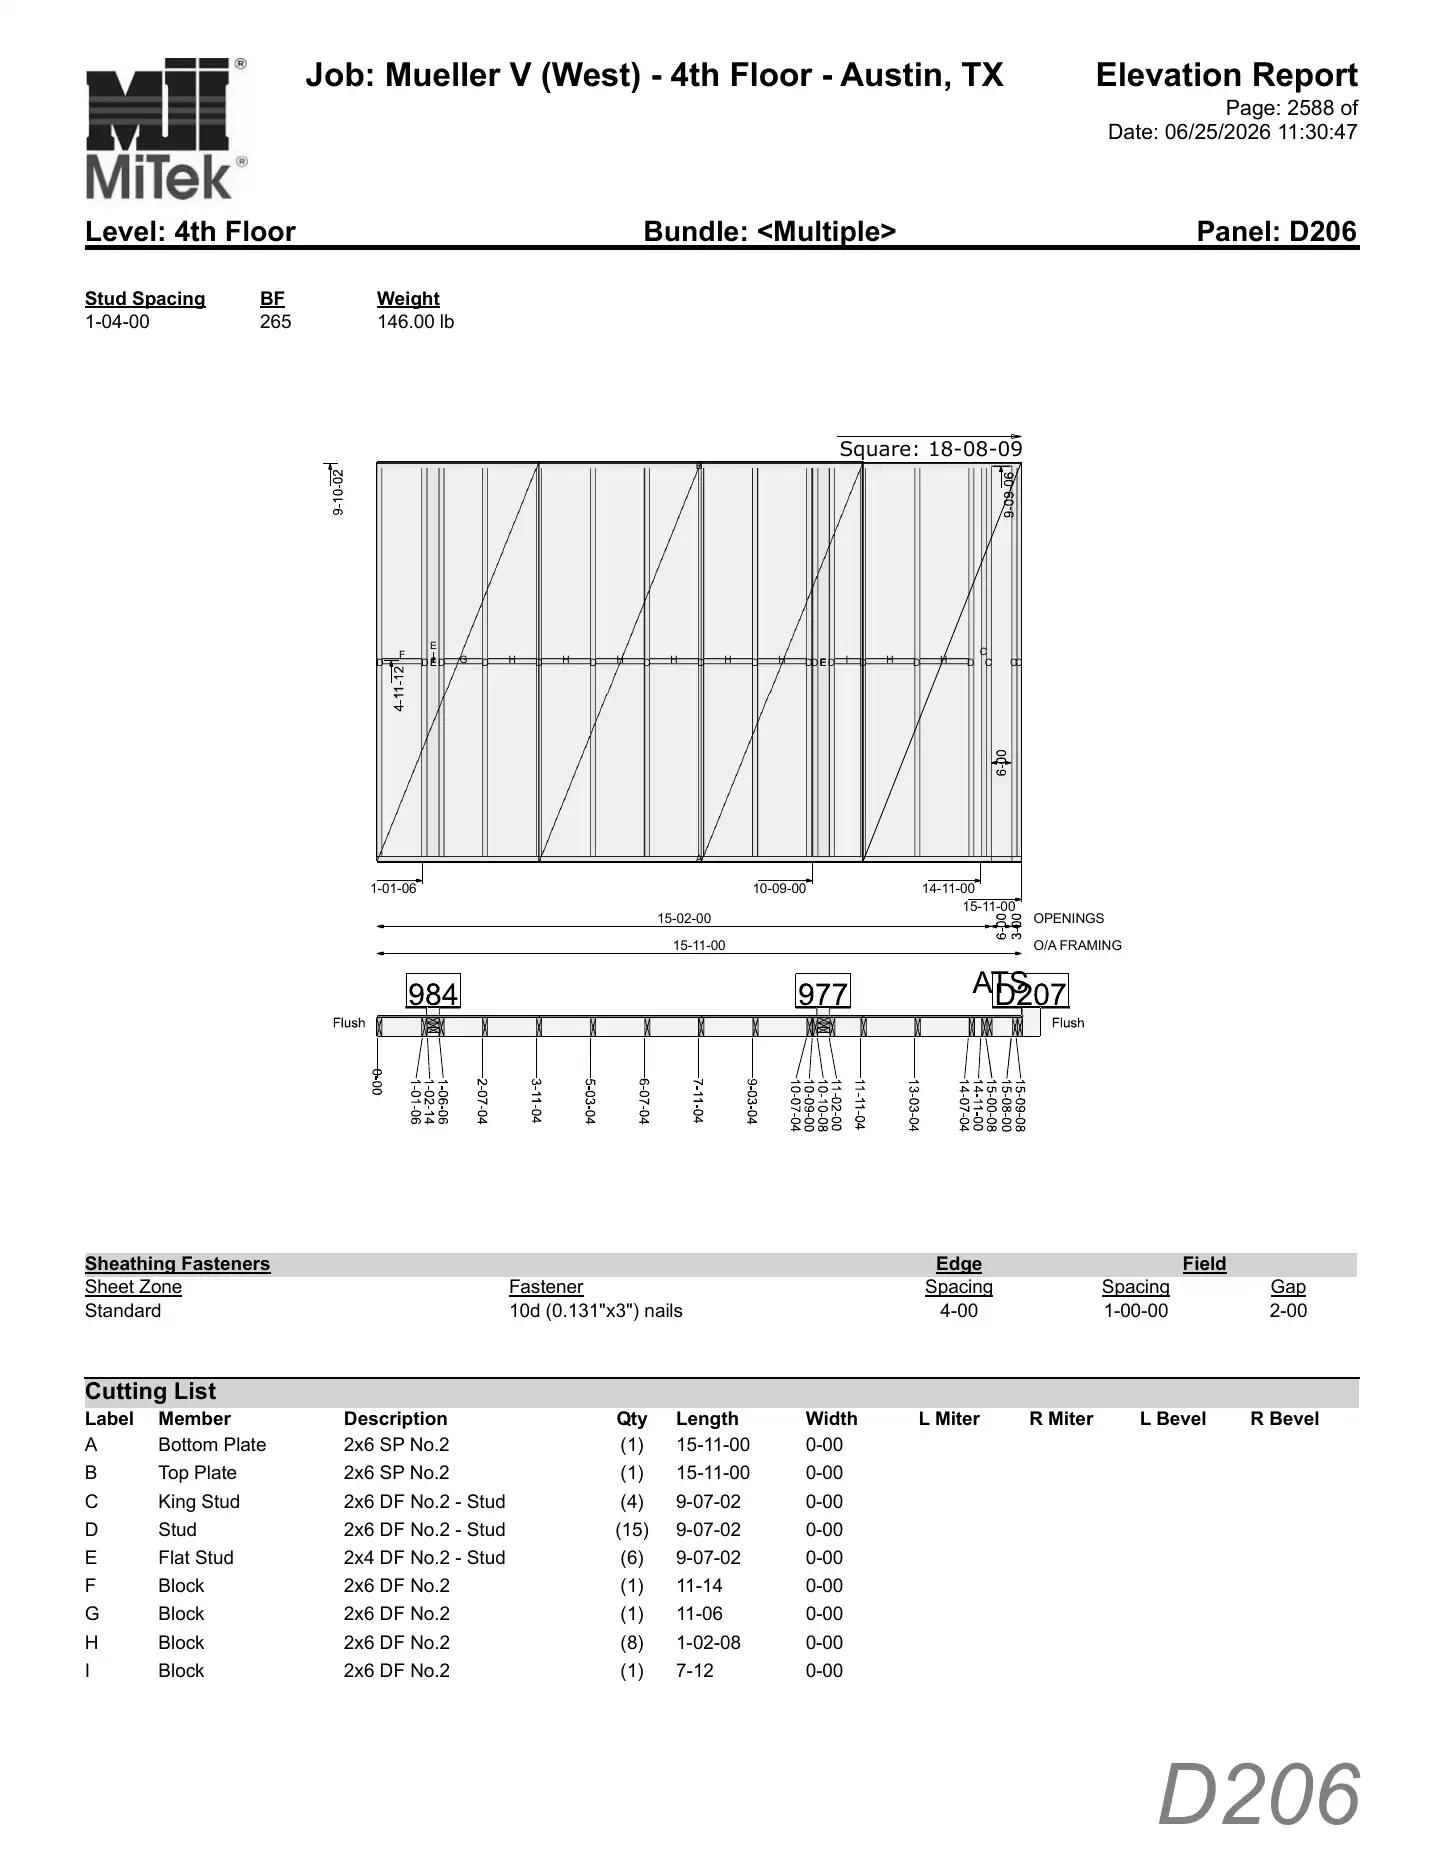 Job: Mueller V (West) - 4th Floor - Austin, TX
Elevation Report
Page: 2588 of
Date: 06/25/2026 11:30:47
MiTek
Level: 4th Floor Bundle: <Multiple> Panel: D206
Stud Spacing BF Weight
1-04-00 265 146.00 lb
Square: 18-08-09
9-10-02
9-09-06
E
F E G H H H H H H E I H H C
4-11-12
6-00
1-01-06 10-09-00 14-11-00
15-11-00
15-02-00 6-00 3-00 OPENINGS
15-11-00 O/A FRAMING
984 977 ATS D207
Flush Flush
0-00 1-01-06 1-02-14 1-06-06 2-07-04 3-11-04 5-03-04 6-07-04 7-11-04 9-03-04 10-07-04 10-09-00 10-10-08 11-02-00 11-11-04 13-03-04 14-07-04 14-11-00 15-00-08 15-08-00 15-09-08
Sheathing Fasteners Edge Field
Sheet Zone Fastener Spacing Spacing Gap
Standard 10d (0.131"x3") nails 4-00 1-00-00 2-00
Cutting List
Label Member Description Qty Length Width L Miter R Miter L Bevel R Bevel
A Bottom Plate 2x6 SP No.2 (1) 15-11-00 0-00
B Top Plate 2x6 SP No.2 (1) 15-11-00 0-00
C King Stud 2x6 DF No.2 - Stud (4) 9-07-02 0-00
D Stud 2x6 DF No.2 - Stud (15) 9-07-02 0-00
E Flat Stud 2x4 DF No.2 - Stud (6) 9-07-02 0-00
F Block 2x6 DF No.2 (1) 11-14 0-00
G Block 2x6 DF No.2 (1) 11-06 0-00
H Block 2x6 DF No.2 (8) 1-02-08 0-00
I Block 2x6 DF No.2 (1) 7-12 0-00
D206